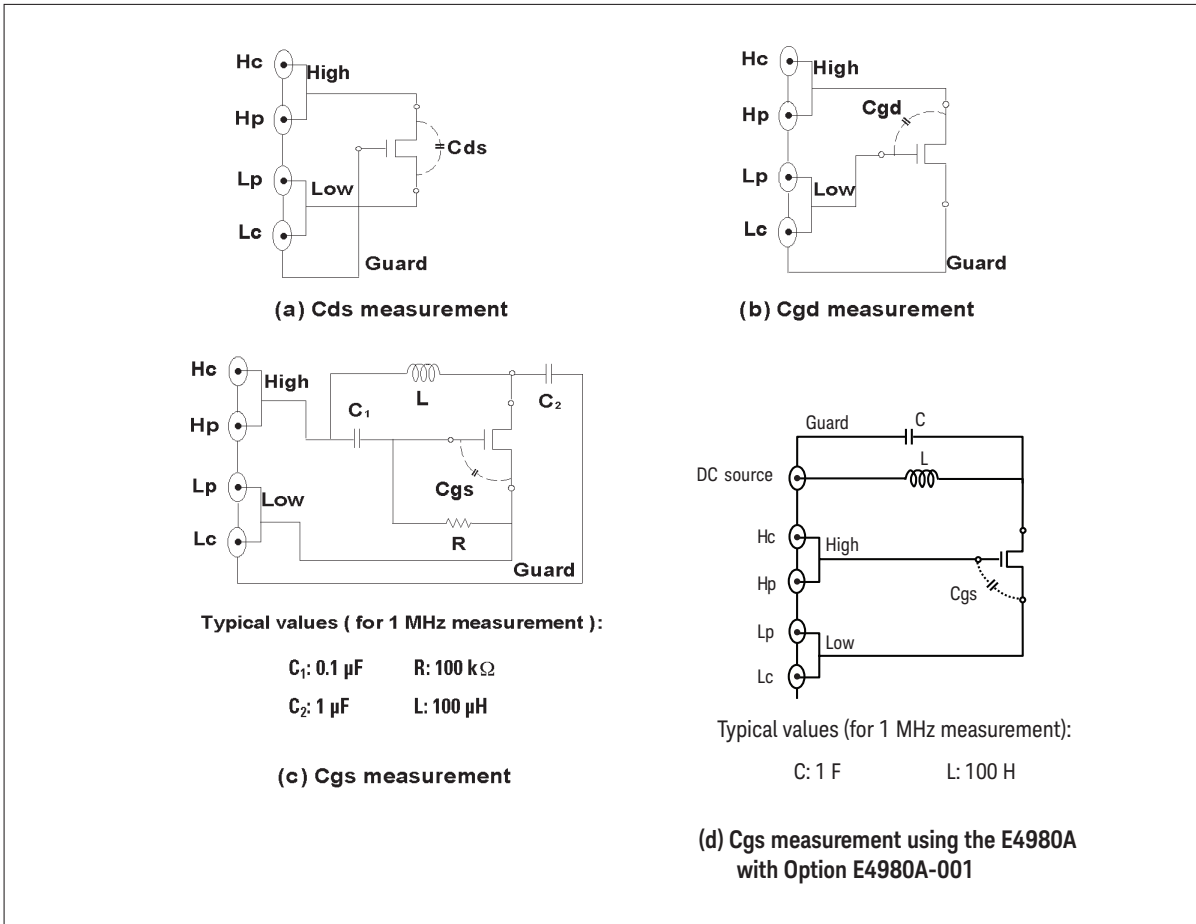 Hc
High
Hp
Cds
Lp
Low
Lc
Guard
(a) Cds measurement
Hc
High
Hp
Cgd
Lp
Low
Lc
Guard
(b) Cgd measurement
Hc
High
L
C₁
C₂
Hp
Lp
Cgs
Low
Lc
R
Guard
Typical values ( for 1 MHz measurement ):
C₁: 0.1 µF R: 100 kΩ
C₂: 1 µF L: 100 µH
(c) Cgs measurement
Guard
C
DC source
L
Hc
High
Hp
Cgs
Lp
Low
Lc
Typical values (for 1 MHz measurement):
C: 1 F L: 100 H
(d) Cgs measurement using the E4980A
with Option E4980A-001